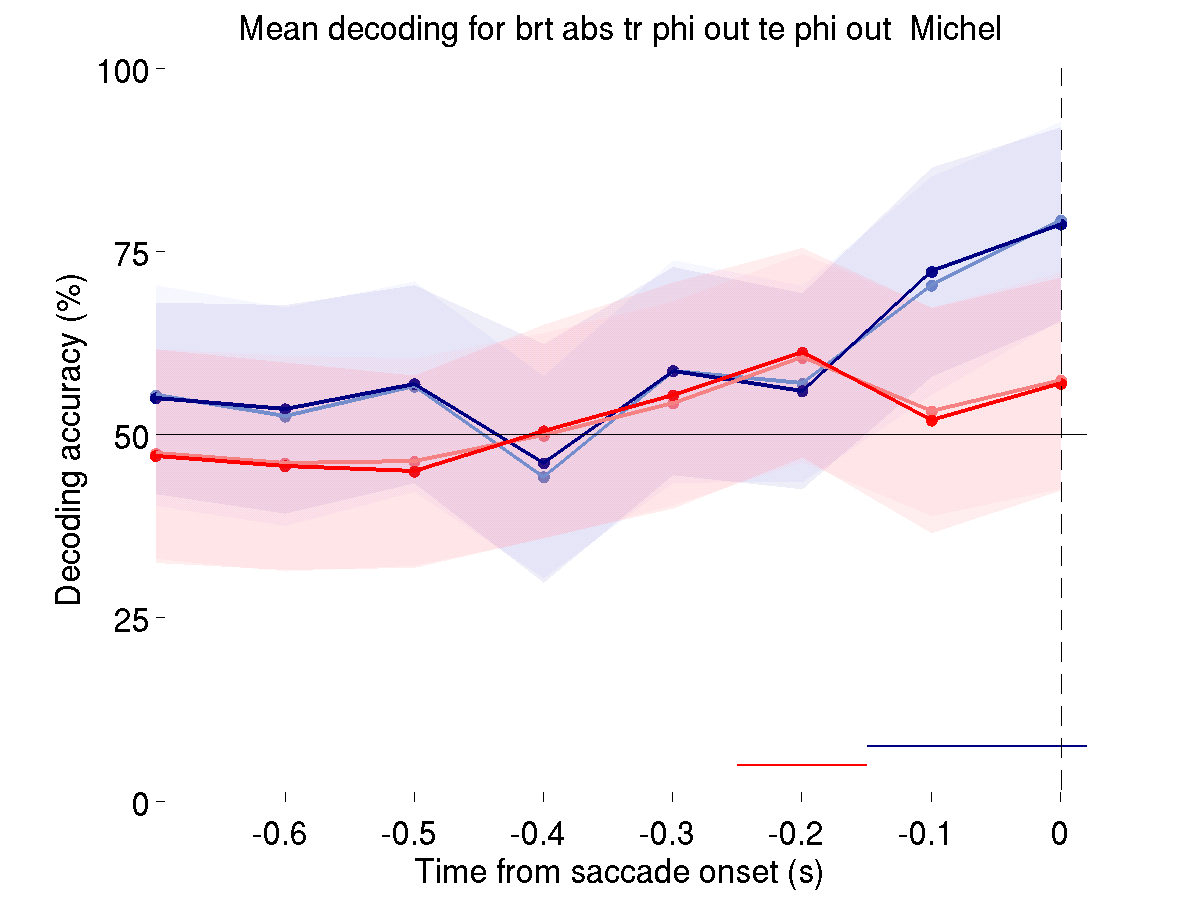 Mean decoding for brt abs tr phi out te phi out  Michel
100
75
50
25
0
Decoding accuracy (%)
-0.6 -0.5 -0.4 -0.3 -0.2 -0.1 0
Time from saccade onset (s)